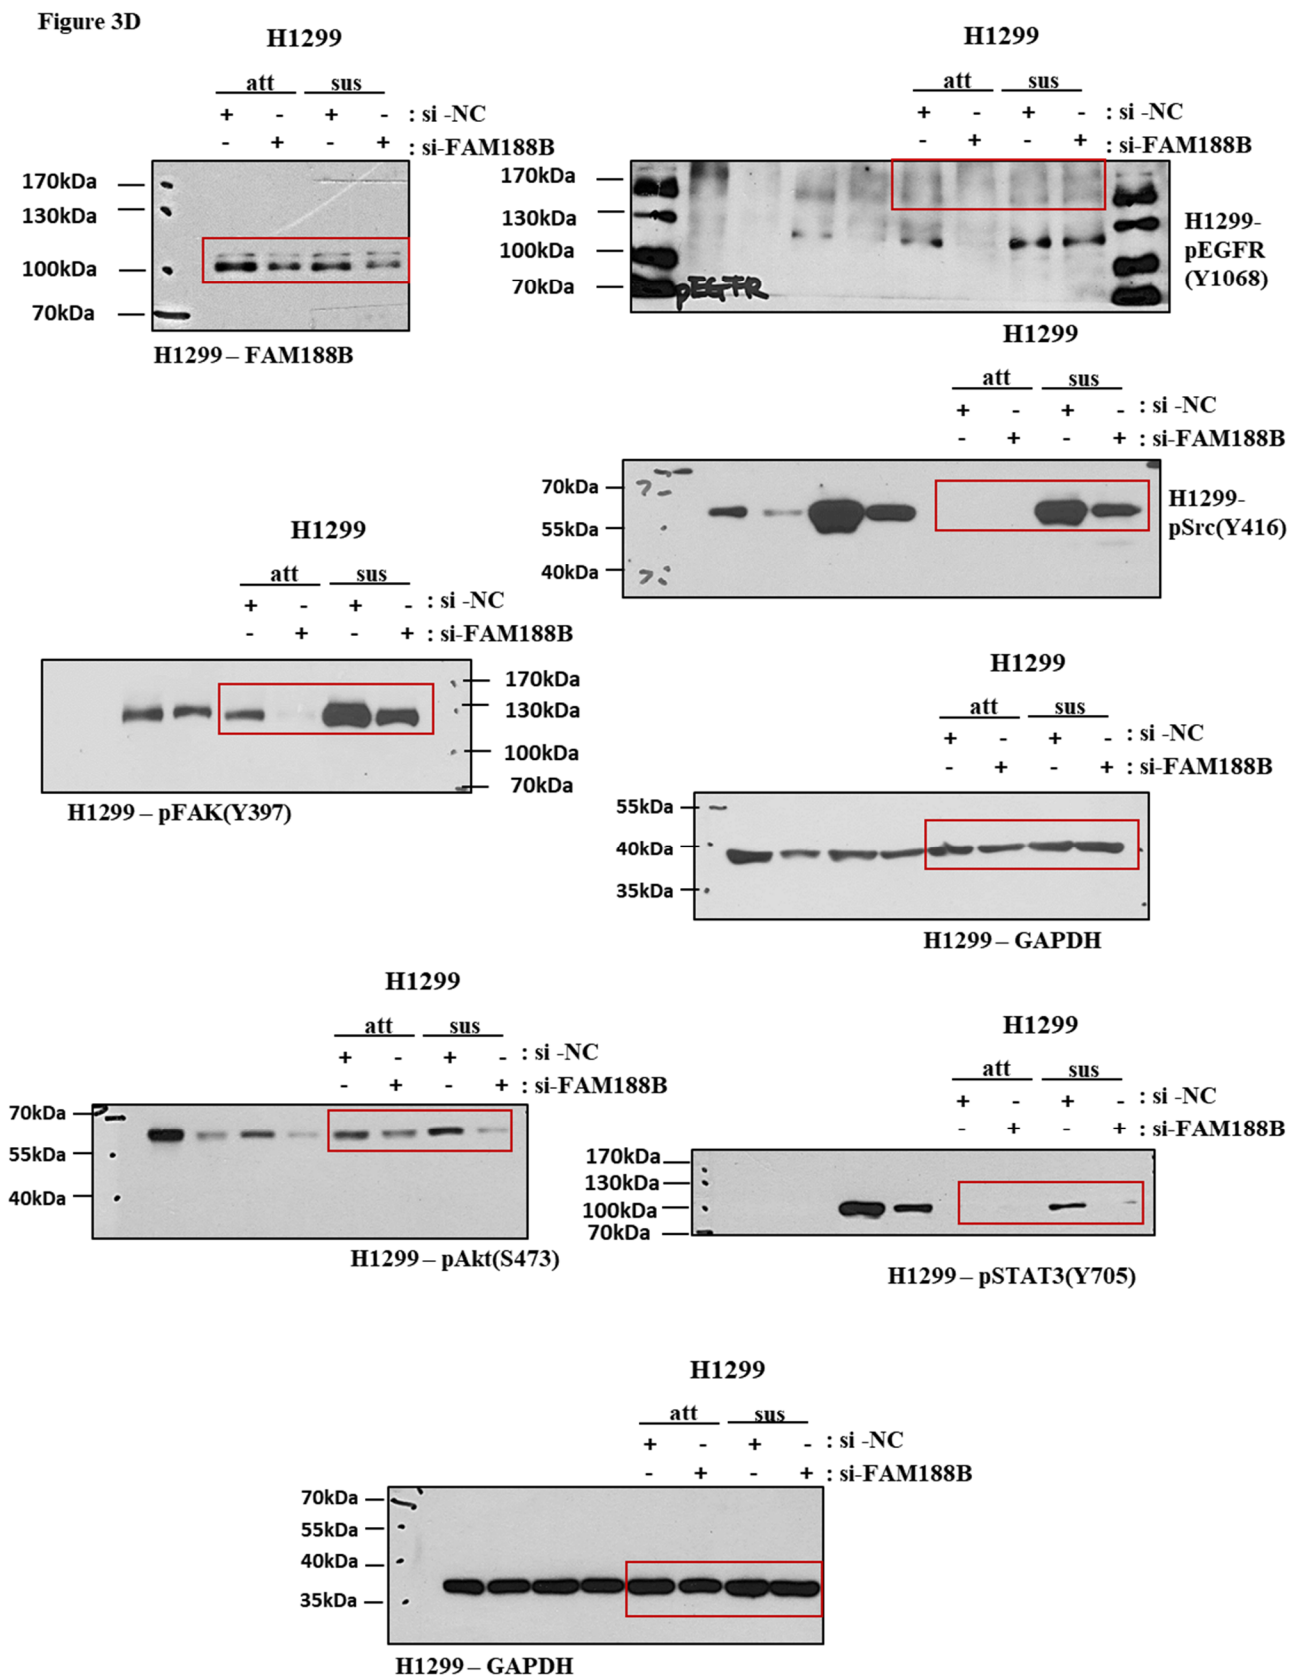 Figure 3D
H1299
att sus
+ - + - : si -NC
- + - + : si-FAM188B
170kDa
130kDa
100kDa
70kDa
H1299 – FAM188B
H1299
att sus
+ - + - : si -NC
- + - + : si-FAM188B
170kDa
130kDa
100kDa
70kDa
pEGFR
H1299-
pEGFR
(Y1068)
H1299
att sus
+ - + - : si -NC
- + - + : si-FAM188B
70kDa
55kDa
40kDa
H1299-
pSrc(Y416)
H1299
att sus
+ - + - : si -NC
- + - + : si-FAM188B
170kDa
130kDa
100kDa
70kDa
H1299 – pFAK(Y397)
H1299
att sus
+ - + - : si -NC
- + - + : si-FAM188B
55kDa
40kDa
35kDa
H1299 – GAPDH
H1299
att sus
+ - + - : si -NC
- + - + : si-FAM188B
70kDa
55kDa
40kDa
H1299 – pAkt(S473)
H1299
att sus
+ - + - : si -NC
- + - + : si-FAM188B
170kDa
130kDa
100kDa
70kDa
H1299 – pSTAT3(Y705)
H1299
att sus
+ - + - : si -NC
- + - + : si-FAM188B
70kDa
55kDa
40kDa
35kDa
H1299 – GAPDH